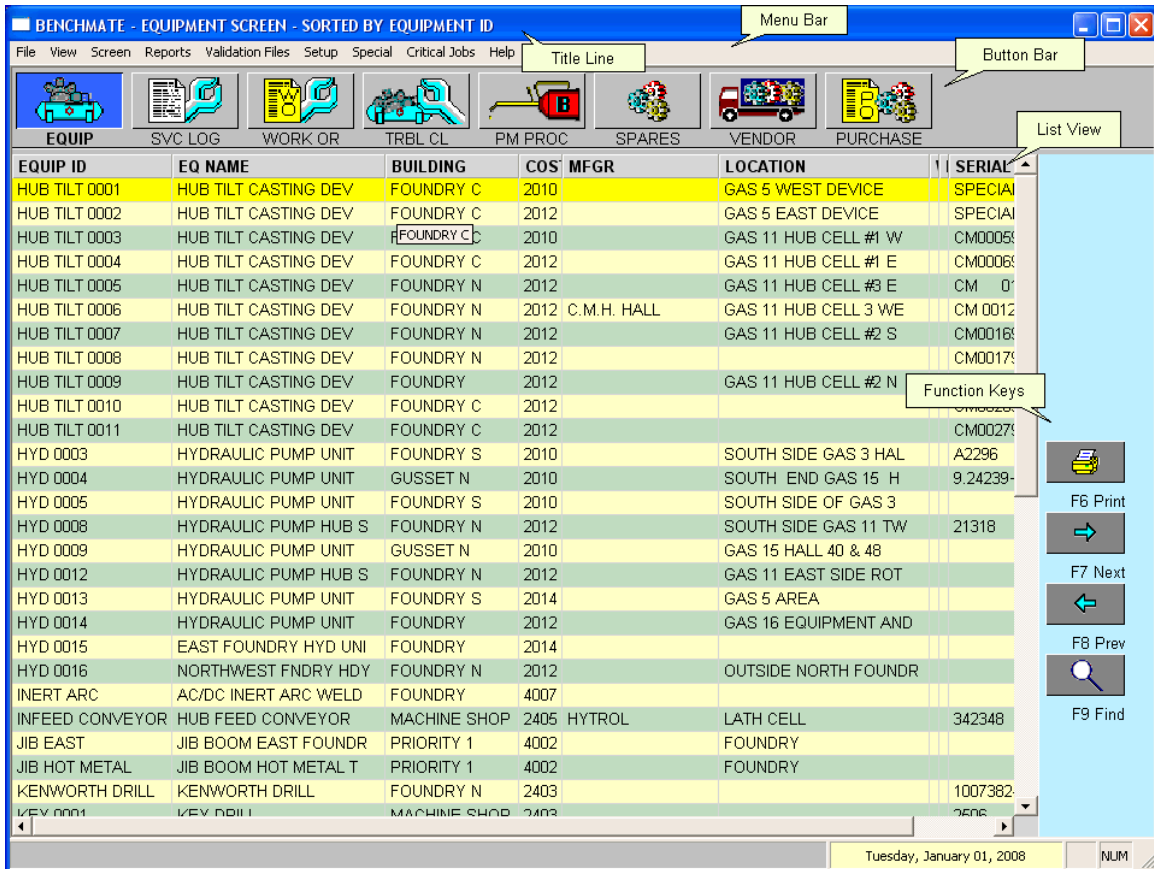 BENCHMATE - EQUIPMENT SCREEN - SORTED BY EQUIPMENT ID
Menu Bar
File View Screen Reports Validation Files Setup Special Critical Jobs Help
Title Line
Button Bar
EQUIP SVC LOG WORK OR TRBL CL PM PROC SPARES VENDOR PURCHASE
List View
EQUIP ID EQ NAME BUILDING COST MFGR LOCATION SERIAL
HUB TILT 0001 HUB TILT CASTING DEV FOUNDRY C 2010 GAS 5 WEST DEVICE SPECIAL
HUB TILT 0002 HUB TILT CASTING DEV FOUNDRY C 2012 GAS 5 EAST DEVICE SPECIAL
HUB TILT 0003 HUB TILT CASTING DEV FOUNDRY C 2010 GAS 11 HUB CELL #1 W CM00059
HUB TILT 0004 HUB TILT CASTING DEV FOUNDRY C 2012 GAS 11 HUB CELL #1 E CM00069
HUB TILT 0005 HUB TILT CASTING DEV FOUNDRY N 2012 GAS 11 HUB CELL #3 E CM 01
HUB TILT 0006 HUB TILT CASTING DEV FOUNDRY N 2012 C.M.H. HALL GAS 11 HUB CELL 3 WE CM 0012
HUB TILT 0007 HUB TILT CASTING DEV FOUNDRY N 2012 GAS 11 HUB CELL #2 S CM00169
HUB TILT 0008 HUB TILT CASTING DEV FOUNDRY N 2012 CM00179
HUB TILT 0009 HUB TILT CASTING DEV FOUNDRY 2012 GAS 11 HUB CELL #2 N
Function Keys
HUB TILT 0010 HUB TILT CASTING DEV FOUNDRY C 2012
HUB TILT 0011 HUB TILT CASTING DEV FOUNDRY C 2012 CM00279
HYD 0003 HYDRAULIC PUMP UNIT FOUNDRY S 2010 SOUTH SIDE GAS 3 HAL A2296
HYD 0004 HYDRAULIC PUMP UNIT GUSSET N 2010 SOUTH END GAS 15 H 9.24239-
HYD 0005 HYDRAULIC PUMP UNIT FOUNDRY S 2010 SOUTH SIDE OF GAS 3
F6 Print
HYD 0008 HYDRAULIC PUMP HUB S FOUNDRY N 2012 SOUTH SIDE GAS 11 TW 21318
HYD 0009 HYDRAULIC PUMP UNIT GUSSET N 2010 GAS 15 HALL 40 & 48
HYD 0012 HYDRAULIC PUMP HUB S FOUNDRY N 2012 GAS 11 EAST SIDE ROT
F7 Next
HYD 0013 HYDRAULIC PUMP UNIT FOUNDRY S 2014 GAS 5 AREA
HYD 0014 HYDRAULIC PUMP UNIT FOUNDRY 2012 GAS 16 EQUIPMENT AND
HYD 0015 EAST FOUNDRY HYD UNI FOUNDRY 2014
F8 Prev
HYD 0016 NORTHWEST FNDRY HDY FOUNDRY N 2012 OUTSIDE NORTH FOUNDR
INERT ARC AC/DC INERT ARC WELD FOUNDRY 4007
INFEED CONVEYOR HUB FEED CONVEYOR MACHINE SHOP 2405 HYTROL LATH CELL 342348
F9 Find
JIB EAST JIB BOOM EAST FOUNDR PRIORITY 1 4002 FOUNDRY
JIB HOT METAL JIB BOOM HOT METAL T PRIORITY 1 4002 FOUNDRY
KENWORTH DRILL KENWORTH DRILL FOUNDRY N 2403 1007382-
KEY 0001 KEY DRILL MACHINE SHOP 2403 2506
Tuesday, January 01, 2008 NUM